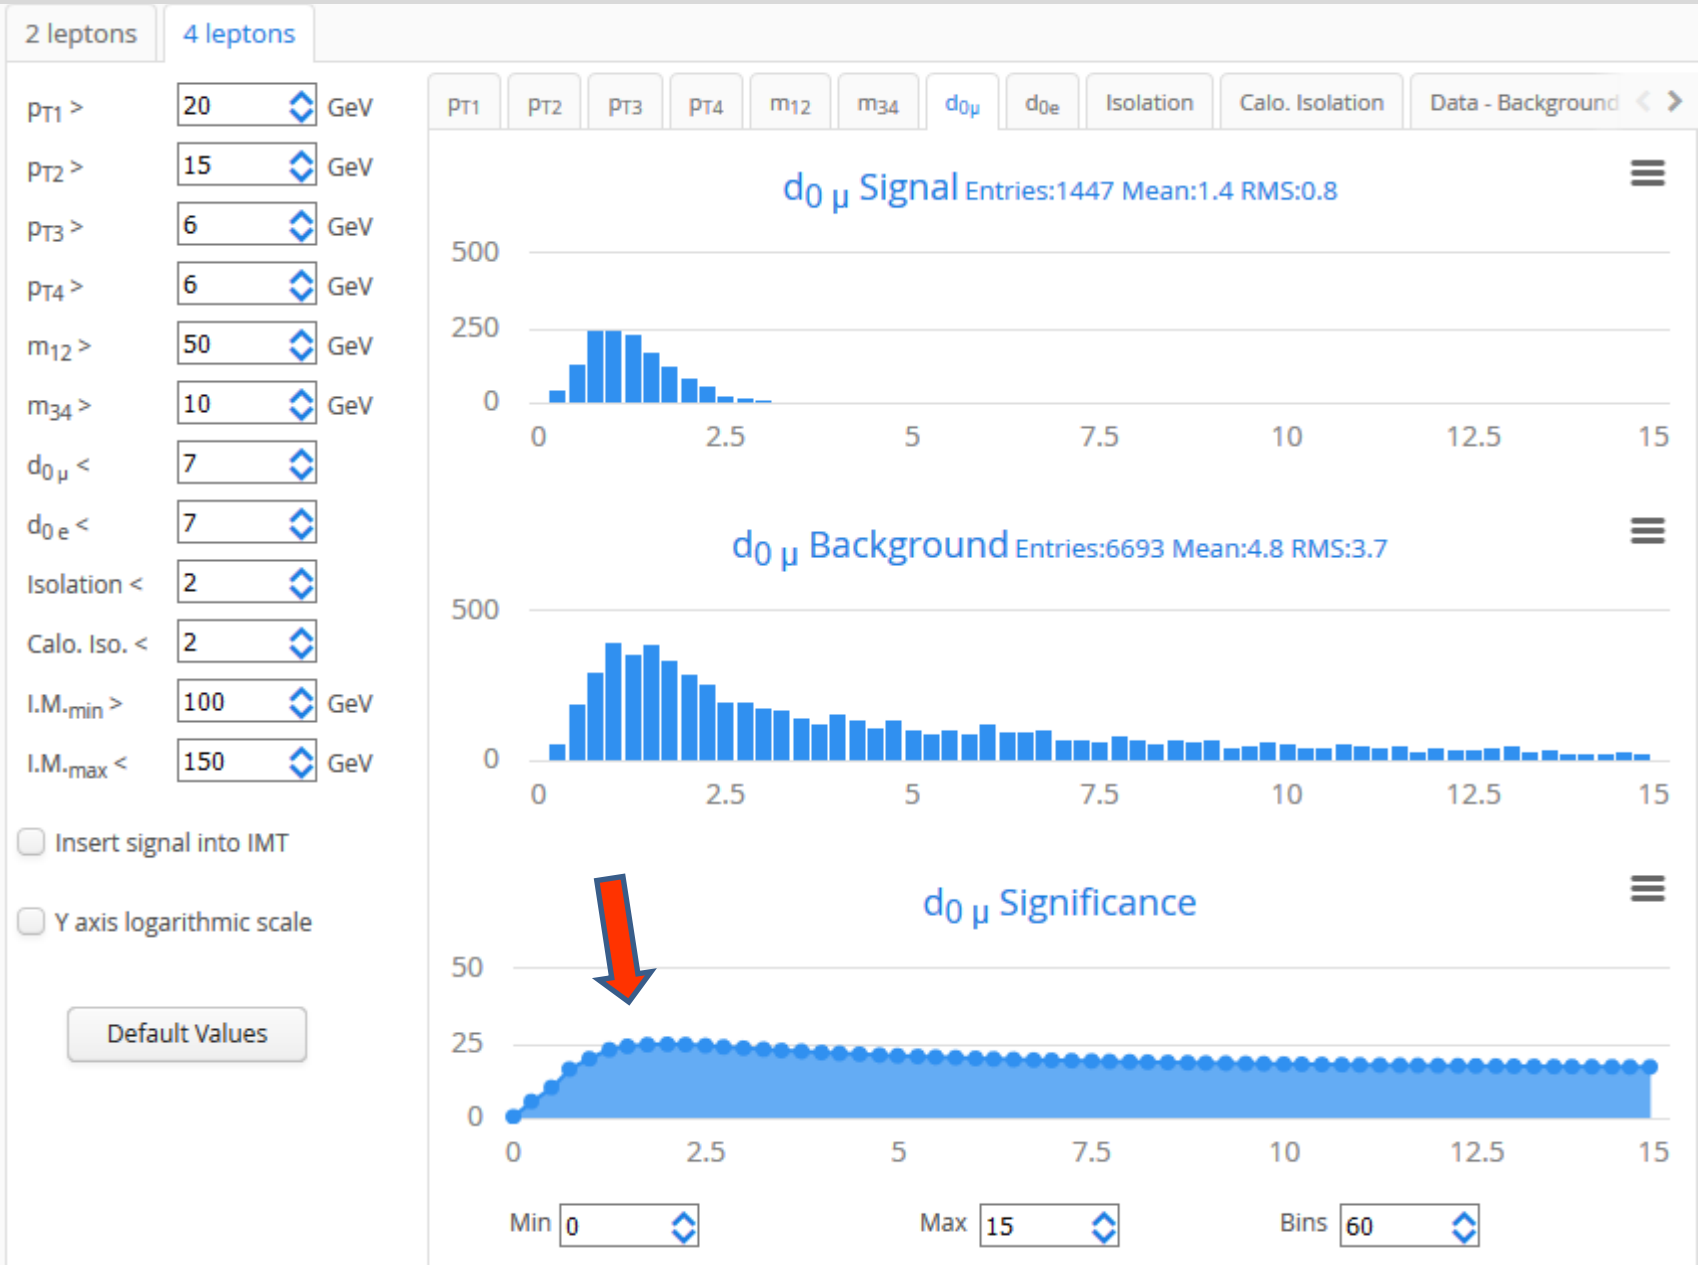 2 leptons 4 leptons
pT1 > 20 GeV
pT2 > 15 GeV
pT3 > 6 GeV
pT4 > 6 GeV
m12 > 50 GeV
m34 > 10 GeV
d0 μ < 7
d0 e < 7
Isolation < 2
Calo. Iso. < 2
I.M.min > 100 GeV
I.M.max < 150 GeV
Insert signal into IMT
Y axis logarithmic scale
Default Values
pT1 pT2 pT3 pT4 m12 m34 d0μ d0e Isolation Calo. Isolation Data - Background
d0 μ Signal Entries:1447 Mean:1.4 RMS:0.8
500
250
0
0 2.5 5 7.5 10 12.5 15
d0 μ Background Entries:6693 Mean:4.8 RMS:3.7
500
0
0 2.5 5 7.5 10 12.5 15
d0 μ Significance
50
25
0
0 2.5 5 7.5 10 12.5 15
Min 0 Max 15 Bins 60